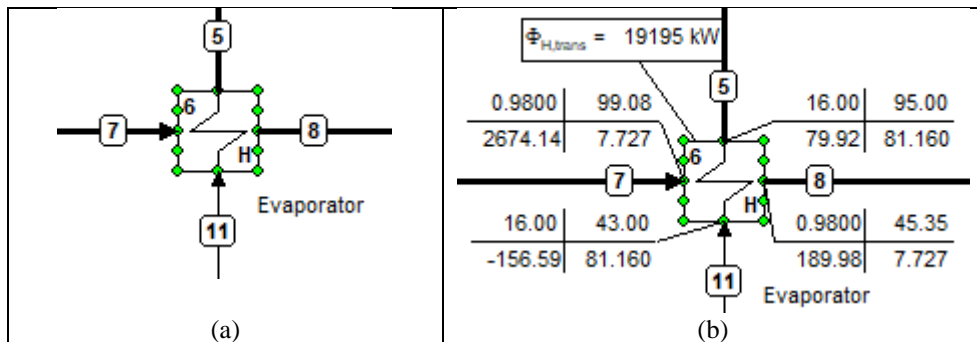 5
6
7
8
H
Evaporator
11
(a)
ΦH,trans = 19195 kW
5
0.9800 99.08
2674.14 7.727
16.00 95.00
79.92 81.160
6
7
8
H
16.00 43.00
-156.59 81.160
0.9800 45.35
189.98 7.727
11
Evaporator
(b)